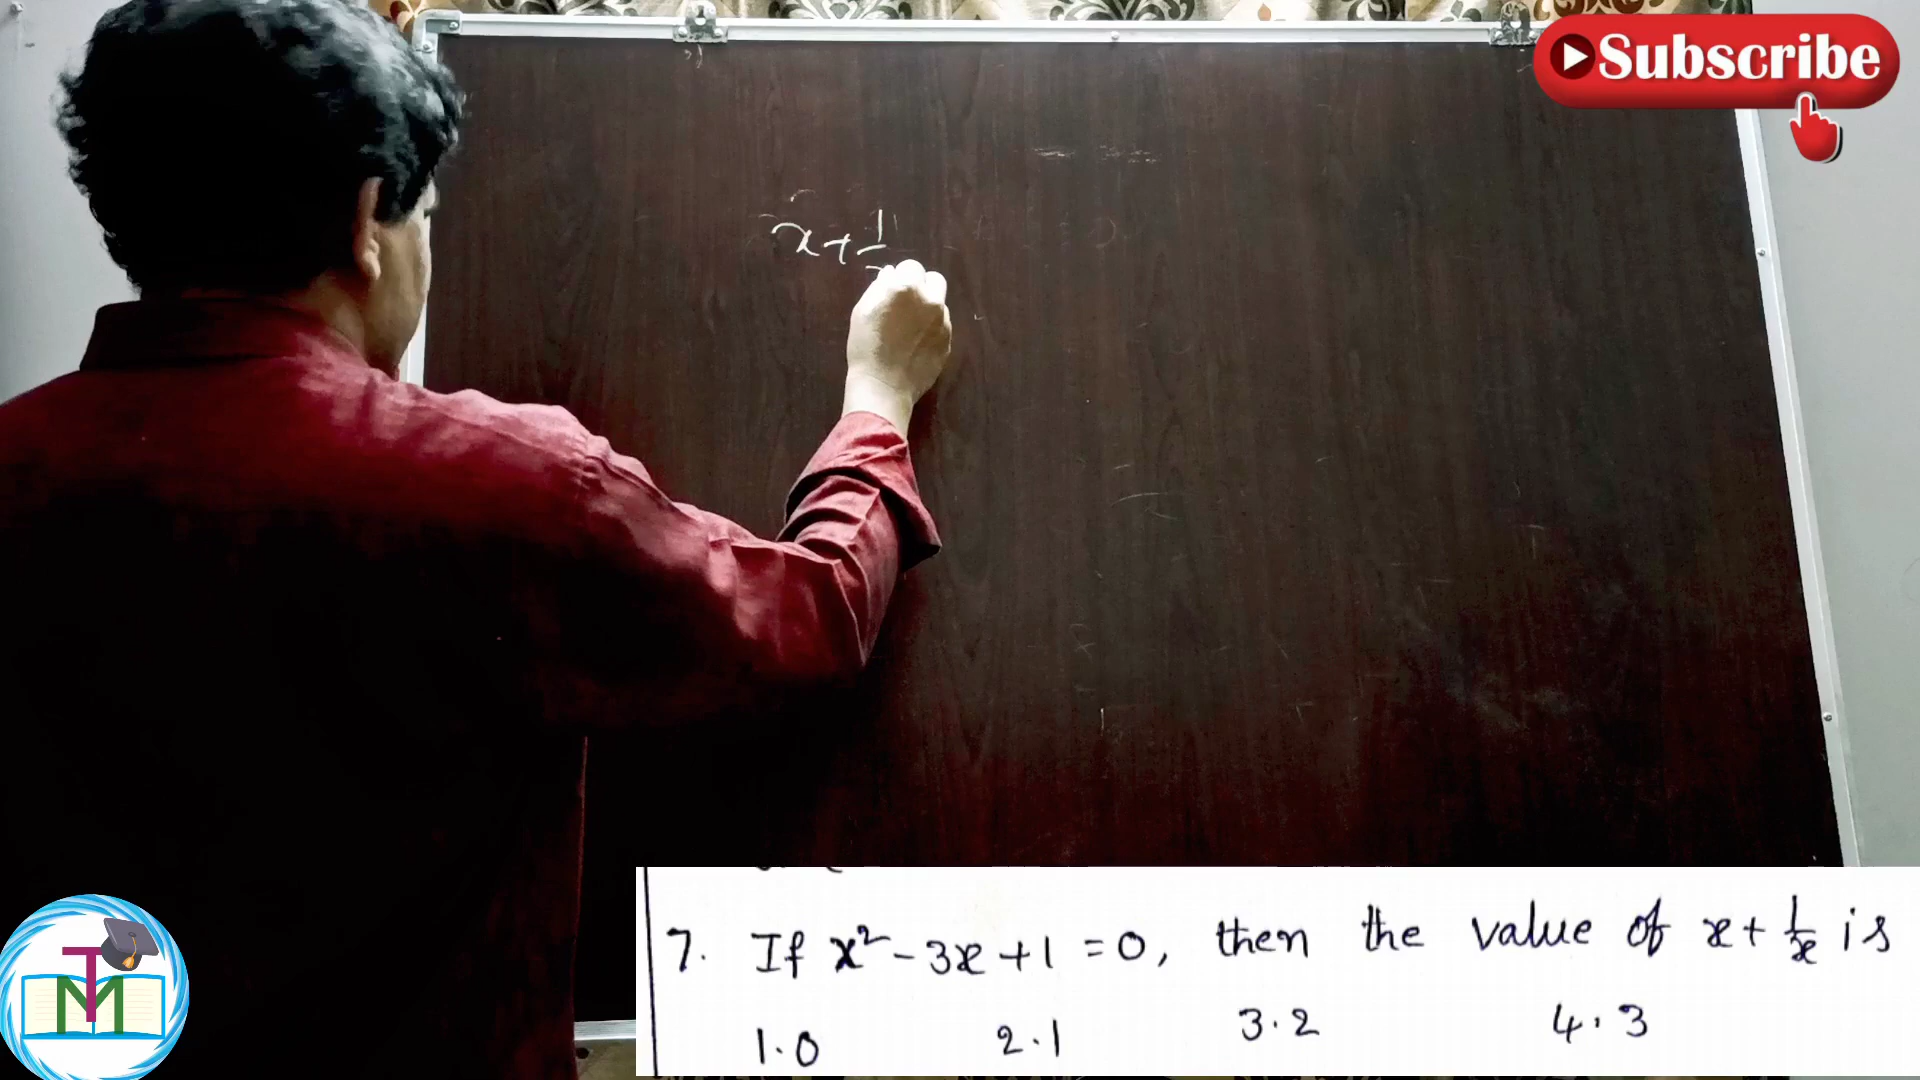 Subscribe
x + 1/
7. If x² - 3x + 1 = 0, then the value of x + 1/x is
1. 0 2. 1 3. 2 4. 3
TM